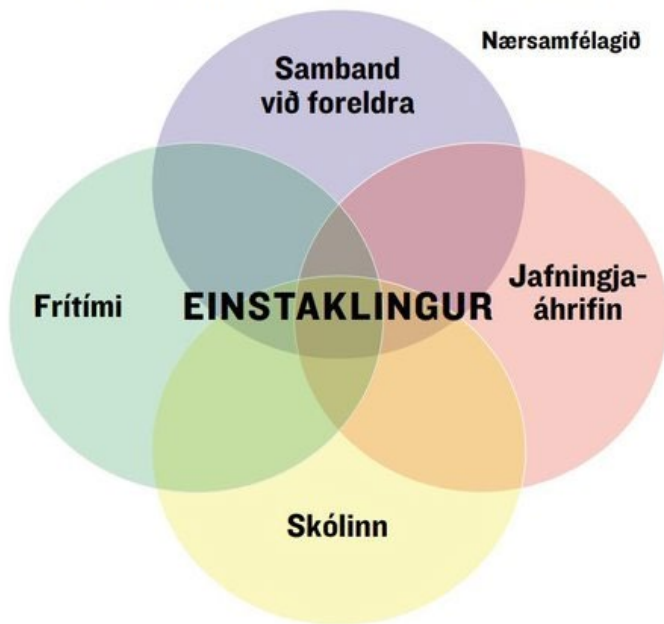 Nærsamfélagið
Samband
við foreldra
Frítími
EINSTAKLINGUR
Jafningja-
áhrifin
Skólinn